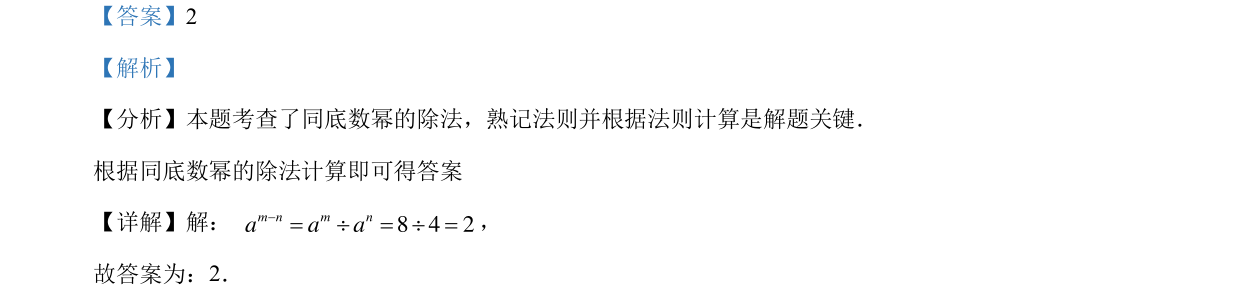 【答案】2
【解析】
【分析】本题考查了同底数幂的除法，熟记法则并根据法则计算是解题关键．
根据同底数幂的除法计算即可得答案
【详解】解： a^{m-n} = a^m ÷ a^n = 8 ÷ 4 = 2，
故答案为：2．